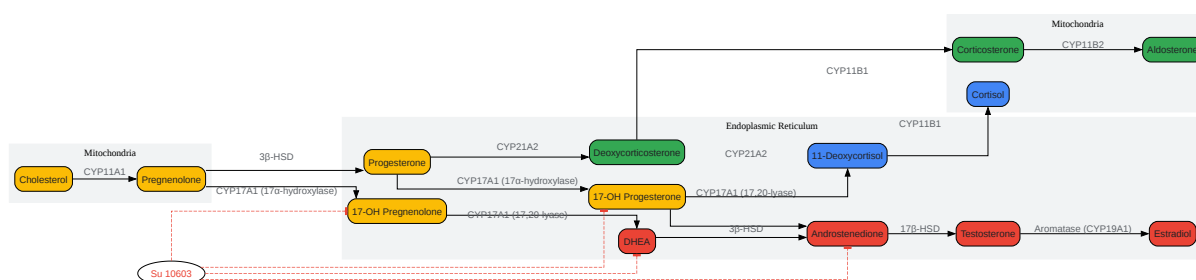 Mitochondria
Corticosterone
CYP11B2
Aldosterone
CYP11B1
Cortisol
Endoplasmic Reticulum
CYP11B1
Mitochondria
3β-HSD
Progesterone
CYP21A2
Deoxycorticosterone
CYP21A2
11-Deoxycortisol
Cholesterol
CYP11A1
Pregnenolone
CYP17A1 (17α-hydroxylase)
CYP17A1 (17α-hydroxylase)
17-OH Progesterone
CYP17A1 (17,20-lyase)
17-OH Pregnenolone
CYP17A1 (17,20-lyase)
DHEA
3β-HSD
Androstenedione
17β-HSD
Testosterone
Aromatase (CYP19A1)
Estradiol
Su 10603